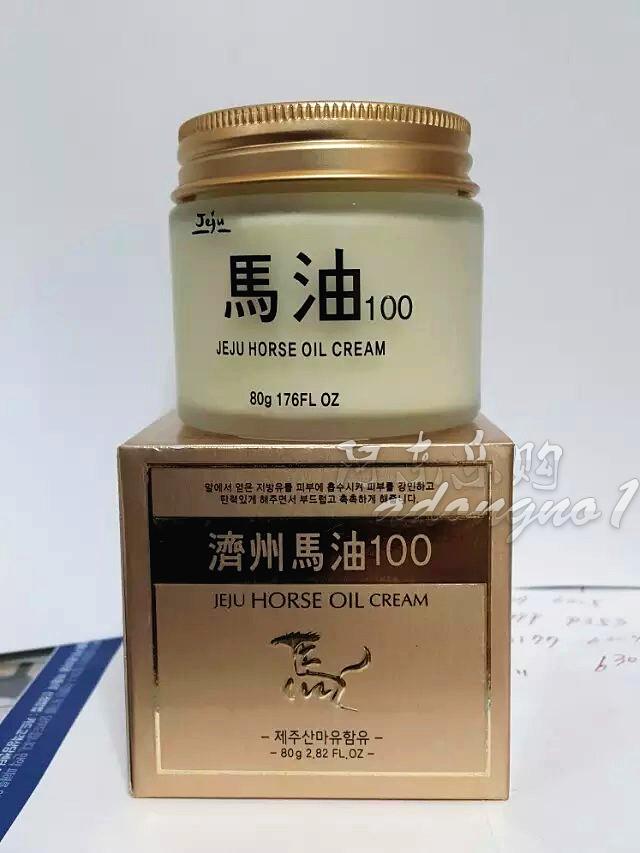 Jeju
馬油100
JEJU HORSE OIL CREAM
80g 176FL OZ
말에서 얻은 지방유를 피부에 흡수시켜 피부를 강인하고
탄력있게 해주면서 부드럽고 촉촉하게 해줍니다.
adangno1
濟州馬油100
JEJU HORSE OIL CREAM
- 제주산마유함유 -
- 80g 2.82 FL.OZ -